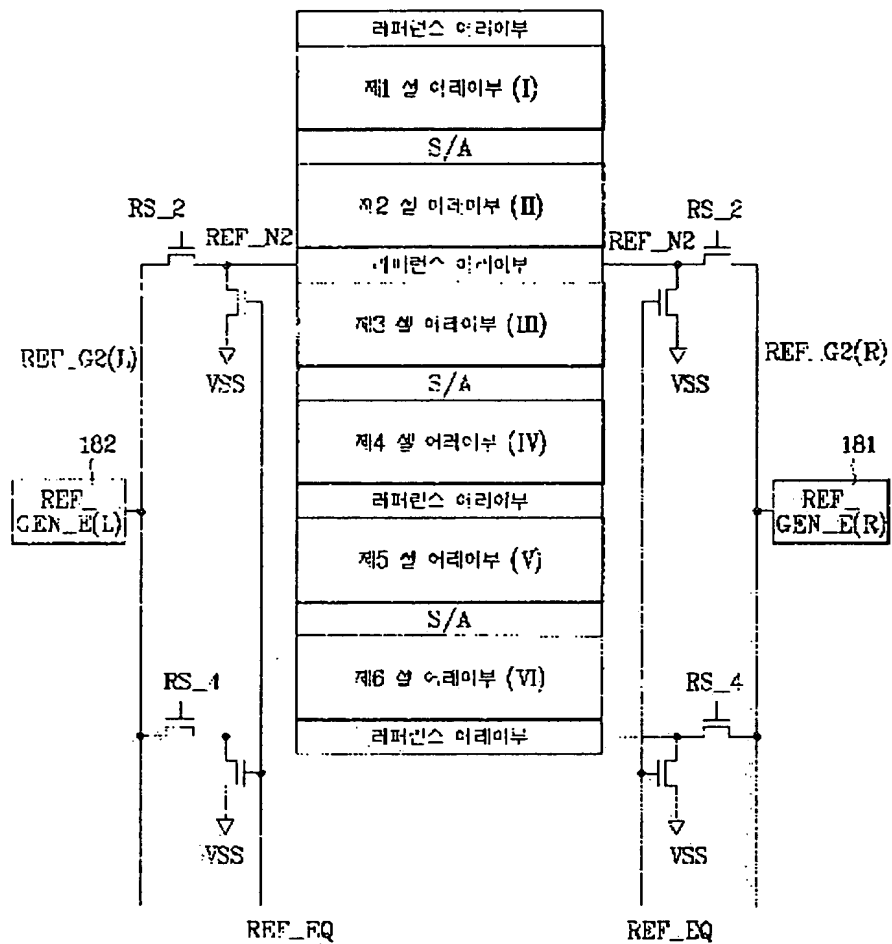 레퍼런스 어레이부
제1 셀 어레이부 (I)
S/A
제2 셀 어레이부 (II)
RS_2
RS_2
REF_N2
REF_N2
레퍼런스 어레이부
제3 셀 어레이부 (III)
REF_G2(L)
REF_G2(R)
VSS
VSS
S/A
제4 셀 어레이부 (IV)
182
181
REF_
GEN_E(L)
REF_
GEN_E(R)
레퍼런스 어레이부
제5 셀 어레이부 (V)
S/A
제6 셀 어레이부 (VI)
RS_4
RS_4
레퍼런스 어레이부
VSS
VSS
REF_EQ
REF_EQ